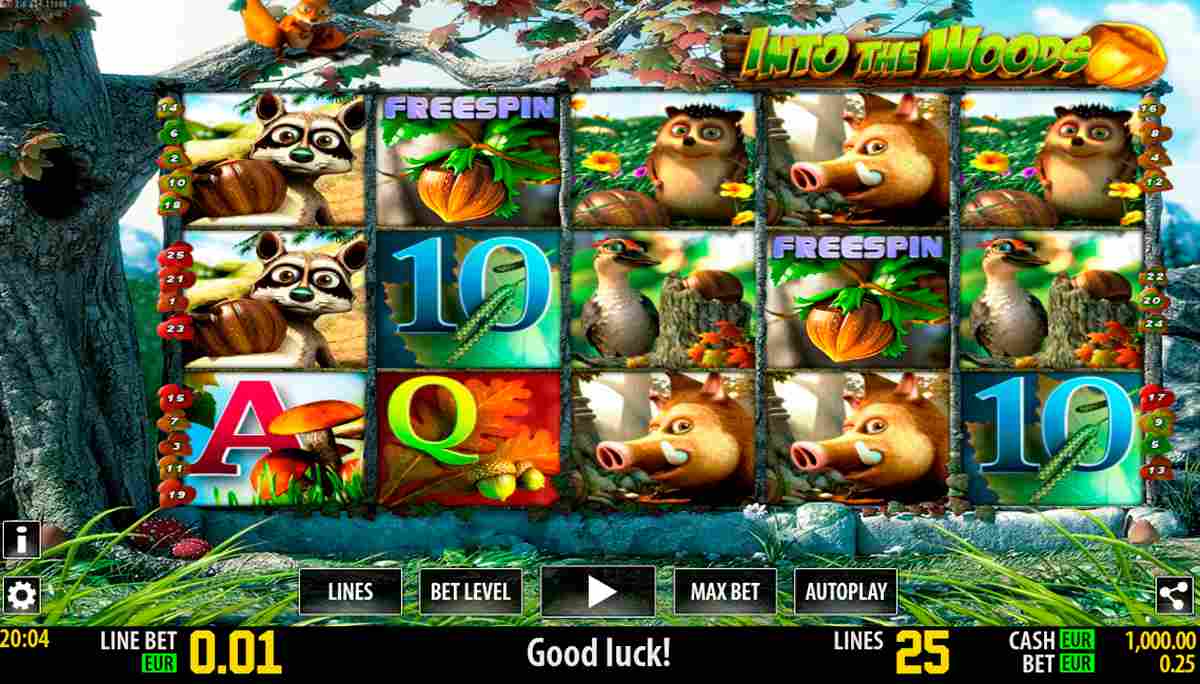 INTO THE WOODS
FREESPIN
14
6
2
10
18
16
8
4
12
25
21
1
23
10
FREESPIN
22
20
24
15
7
3
11
19
A
Q
10
17
9
5
13
i
LINES
BET LEVEL
MAX BET
AUTOPLAY
20:04
LINE BET
EUR
0.01
Good luck!
LINES
25
CASH EUR 1,000.00
BET EUR 0.25